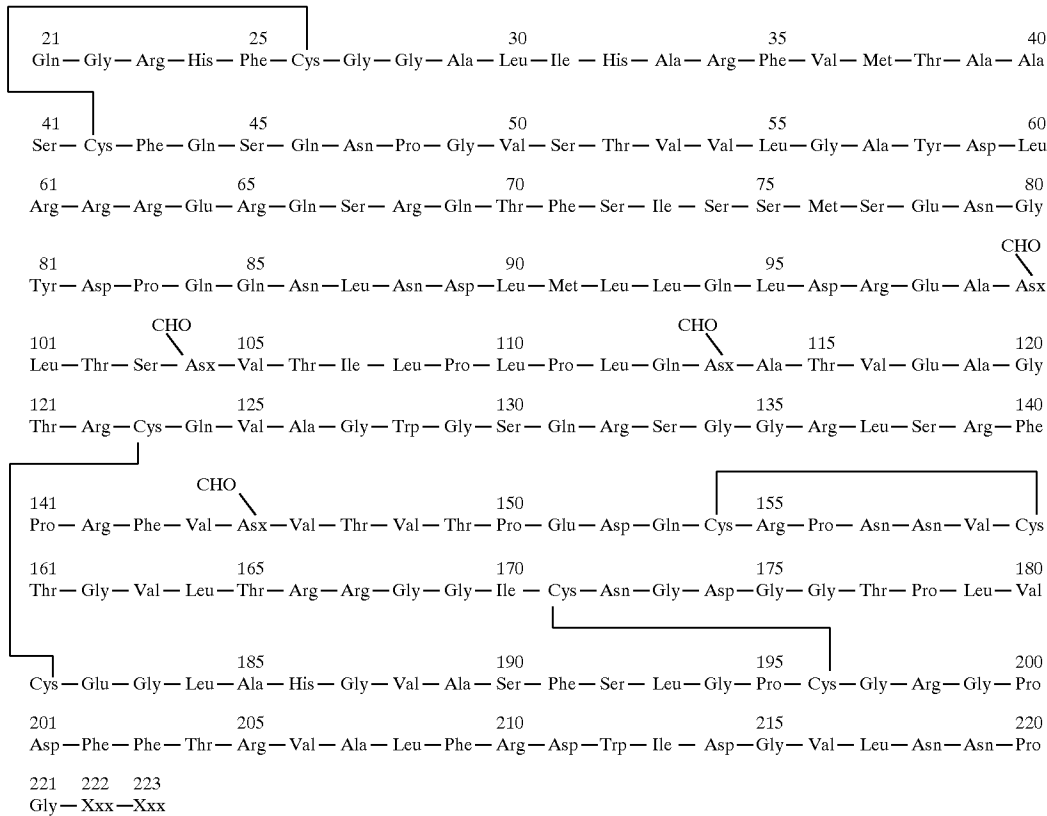 21 25 30 35 40
Gln — Gly — Arg — His — Phe — Cys — Gly — Gly — Ala — Leu — Ile — His — Ala — Arg — Phe — Val — Met — Thr — Ala — Ala
41 45 50 55 60
Ser — Cys — Phe — Gln — Ser — Gln — Asn — Pro — Gly — Val — Ser — Thr — Val — Val — Leu — Gly — Ala — Tyr — Asp — Leu
61 65 70 75 80
Arg — Arg — Arg — Glu — Arg — Gln — Ser — Arg — Gln — Thr — Phe — Ser — Ile — Ser — Ser — Met — Ser — Glu — Asn — Gly
CHO
81 85 90 95
Tyr — Asp — Pro — Gln — Gln — Asn — Leu — Asn — Asp — Leu — Met — Leu — Leu — Gln — Leu — Asp — Arg — Glu — Ala — Asx
CHO CHO
101 105 110 115 120
Leu — Thr — Ser — Asx — Val — Thr — Ile — Leu — Pro — Leu — Pro — Leu — Gln — Asx — Ala — Thr — Val — Glu — Ala — Gly
121 125 130 135 140
Thr — Arg — Cys — Gln — Val — Ala — Gly — Trp — Gly — Ser — Gln — Arg — Ser — Gly — Gly — Arg — Leu — Ser — Arg — Phe
CHO
141 150 155
Pro — Arg — Phe — Val — Asx — Val — Thr — Val — Thr — Pro — Glu — Asp — Gln — Cys — Arg — Pro — Asn — Asn — Val — Cys
161 165 170 175 180
Thr — Gly — Val — Leu — Thr — Arg — Arg — Gly — Gly — Ile — Cys — Asn — Gly — Asp — Gly — Gly — Thr — Pro — Leu — Val
185 190 195 200
Cys — Glu — Gly — Leu — Ala — His — Gly — Val — Ala — Ser — Phe — Ser — Leu — Gly — Pro — Cys — Gly — Arg — Gly — Pro
201 205 210 215 220
Asp — Phe — Phe — Thr — Arg — Val — Ala — Leu — Phe — Arg — Asp — Trp — Ile — Asp — Gly — Val — Leu — Asn — Asn — Pro
221 222 223
Gly — Xxx — Xxx